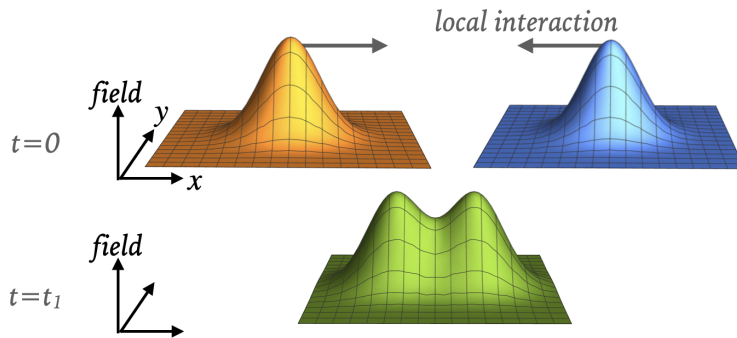 local interaction
field
y
t=0
x
field
t=t₁